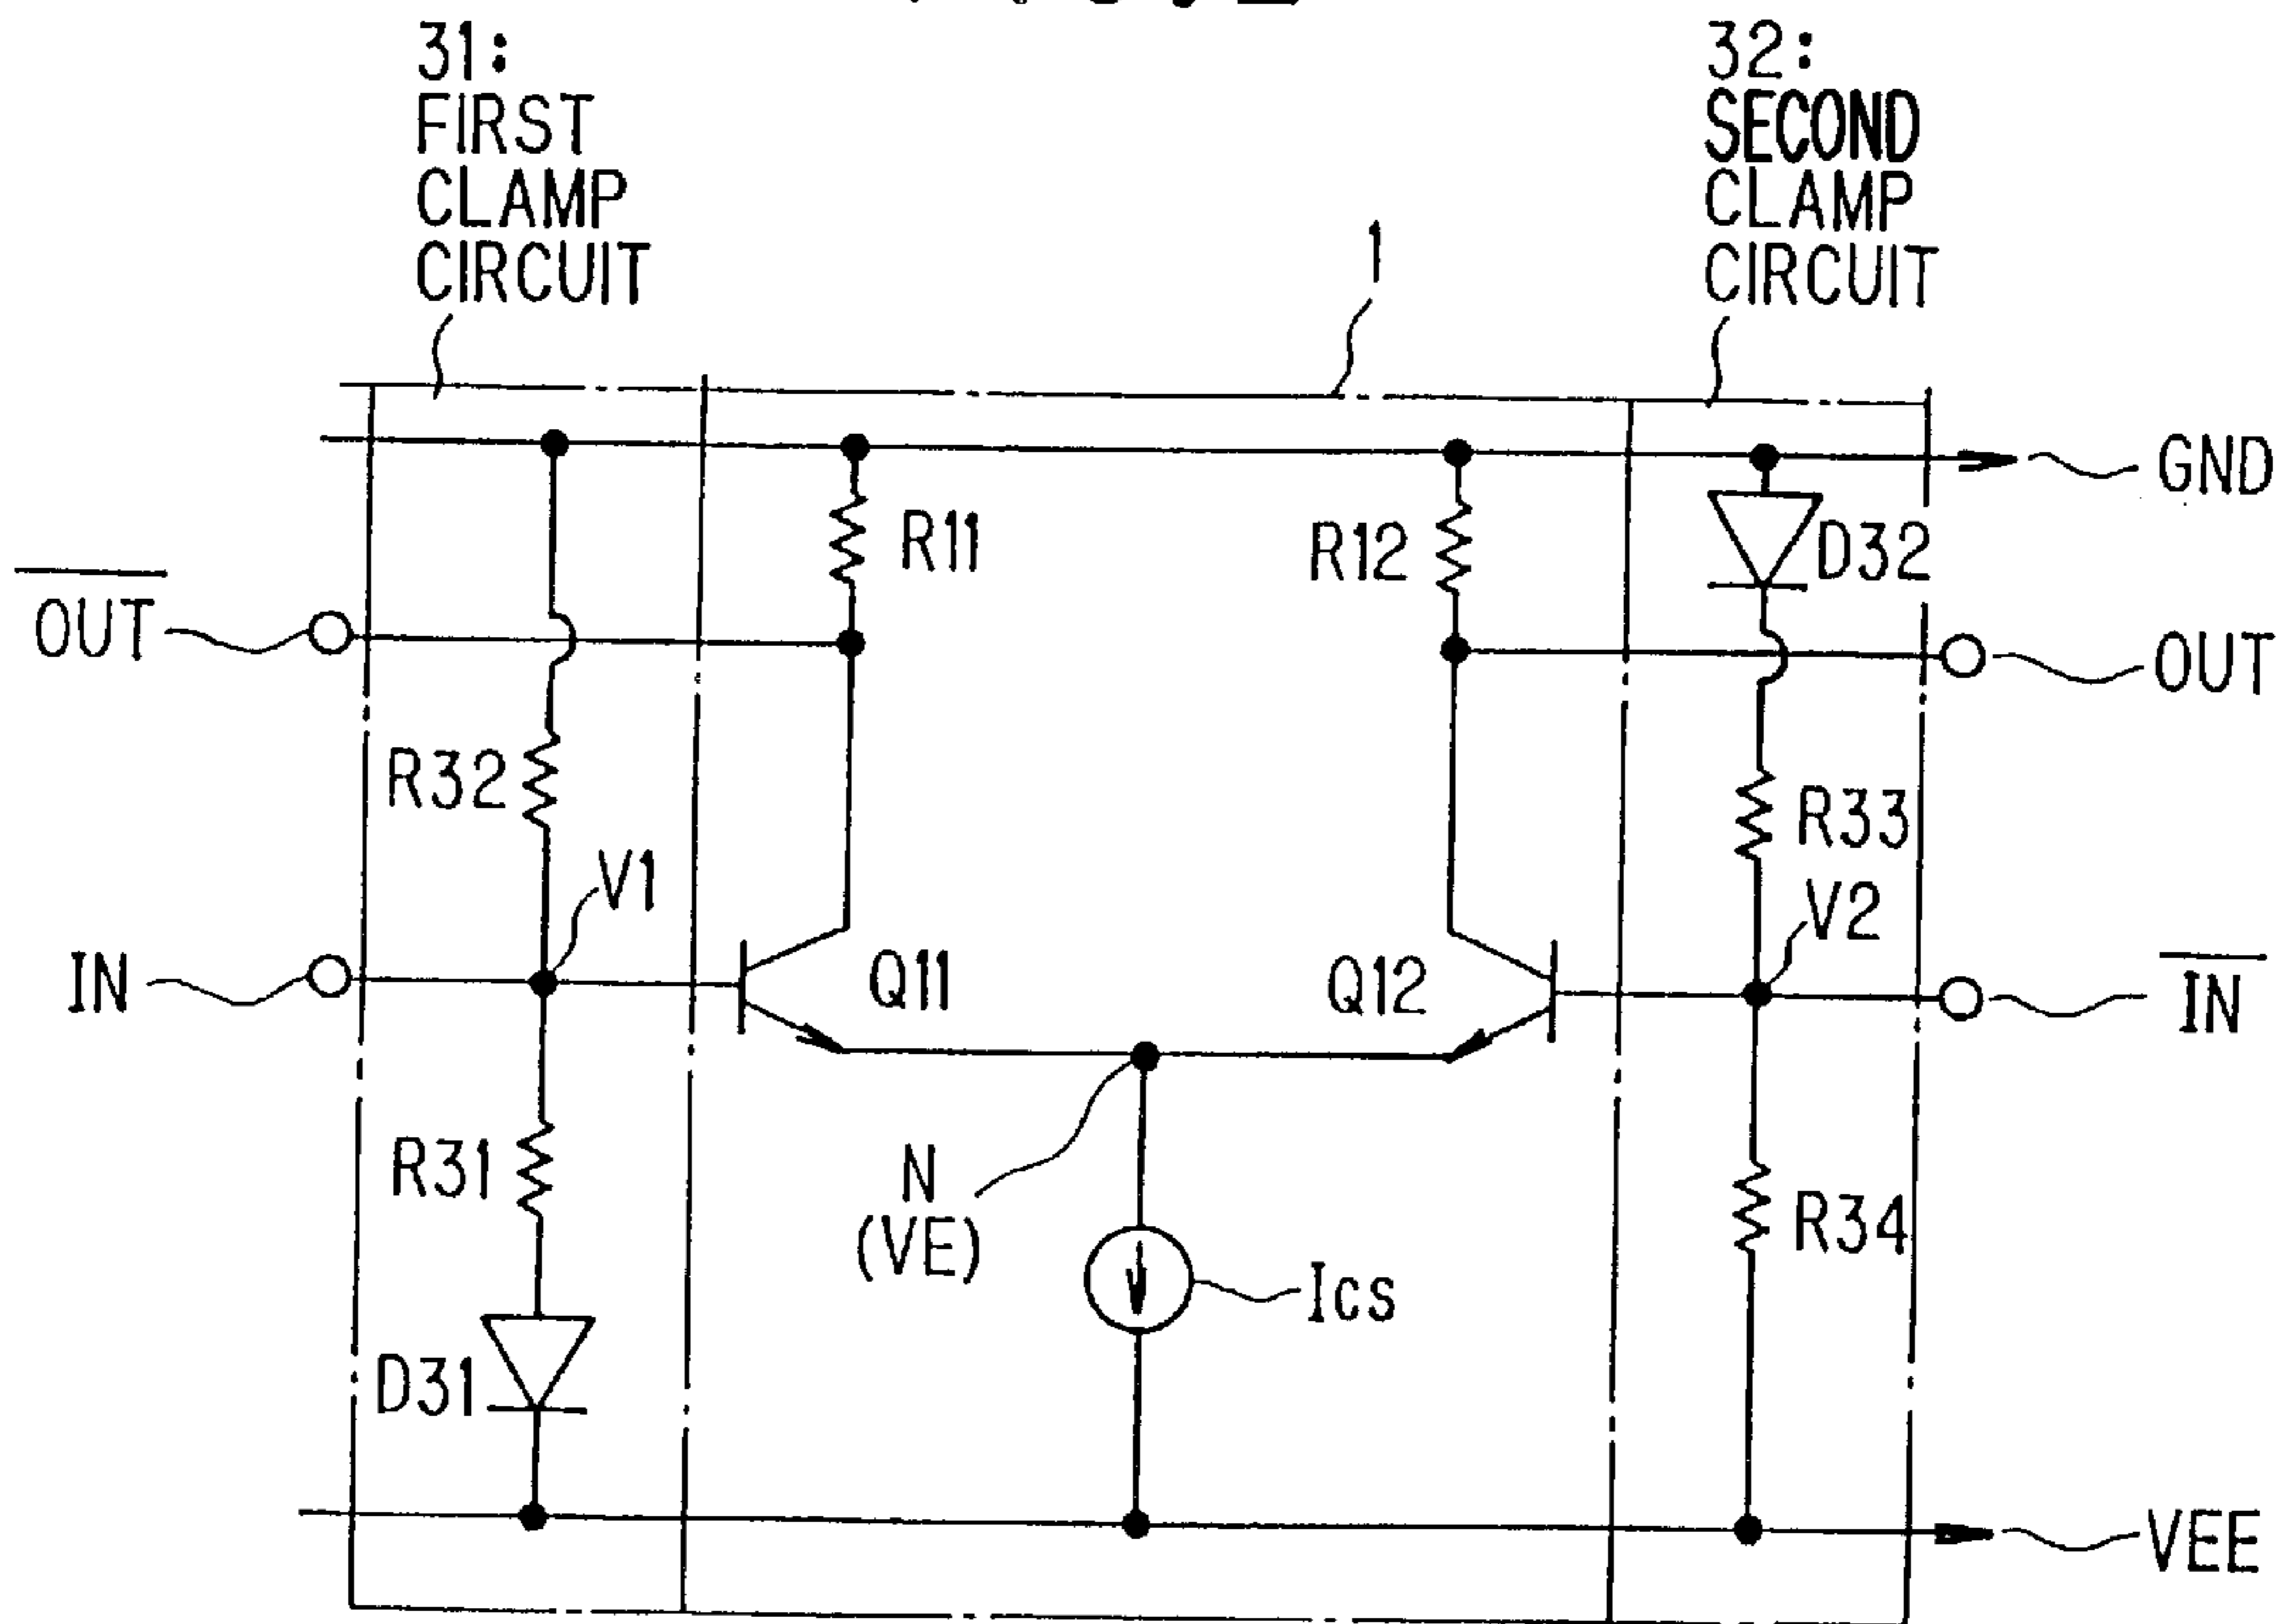 31:
FIRST
CLAMP
CIRCUIT
32:
SECOND
CLAMP
CIRCUIT
1
GND
R11
R12
D32
OUT
OUT
R32
R33
V1
V2
IN
Q11
Q12
IN
R31
N
(VE)
R34
Ics
D31
VEE